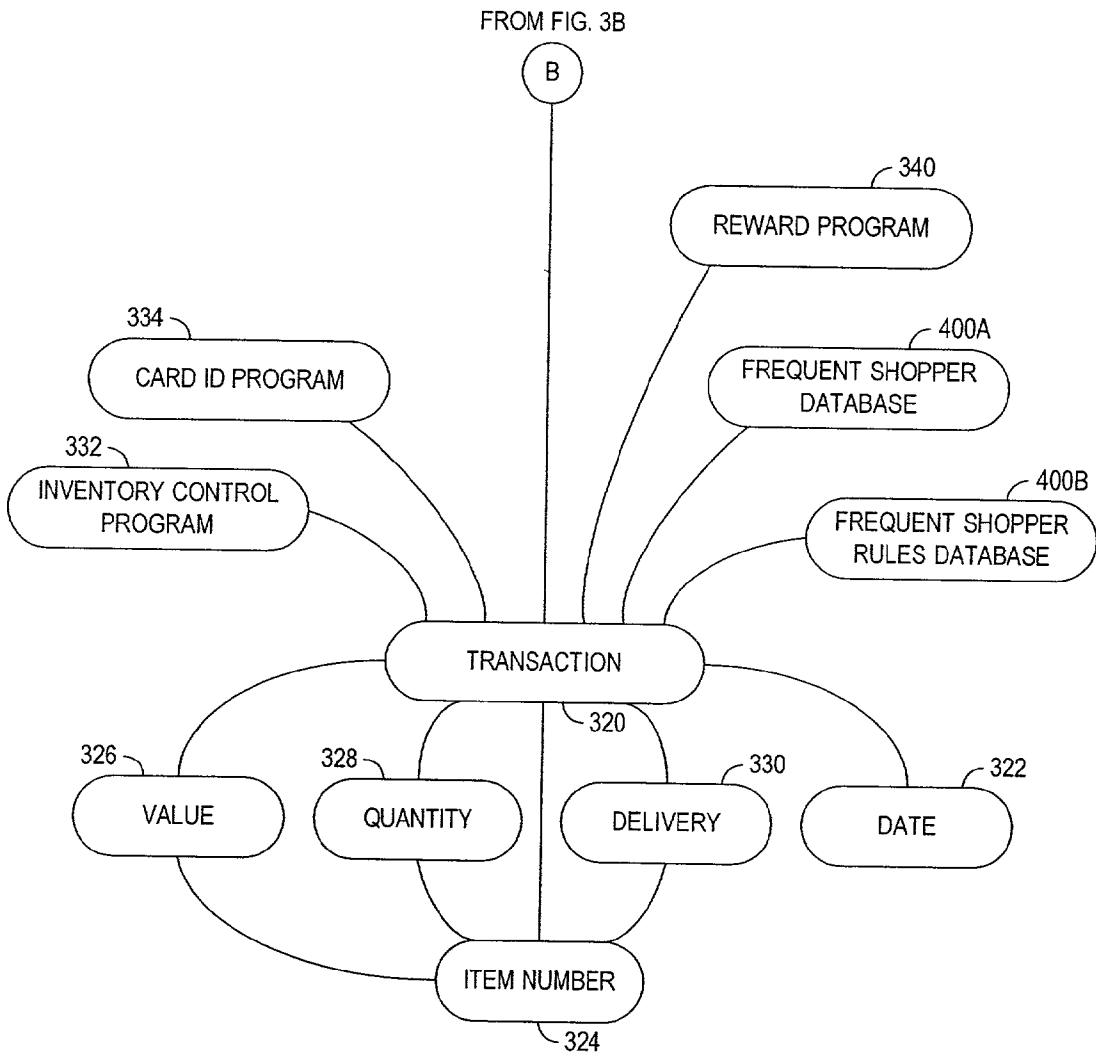 FROM FIG. 3B
B
340
REWARD PROGRAM
334
CARD ID PROGRAM
400A
FREQUENT SHOPPER
DATABASE
332
INVENTORY CONTROL
PROGRAM
400B
FREQUENT SHOPPER
RULES DATABASE
TRANSACTION
320
326
VALUE
328
QUANTITY
330
DELIVERY
322
DATE
ITEM NUMBER
324